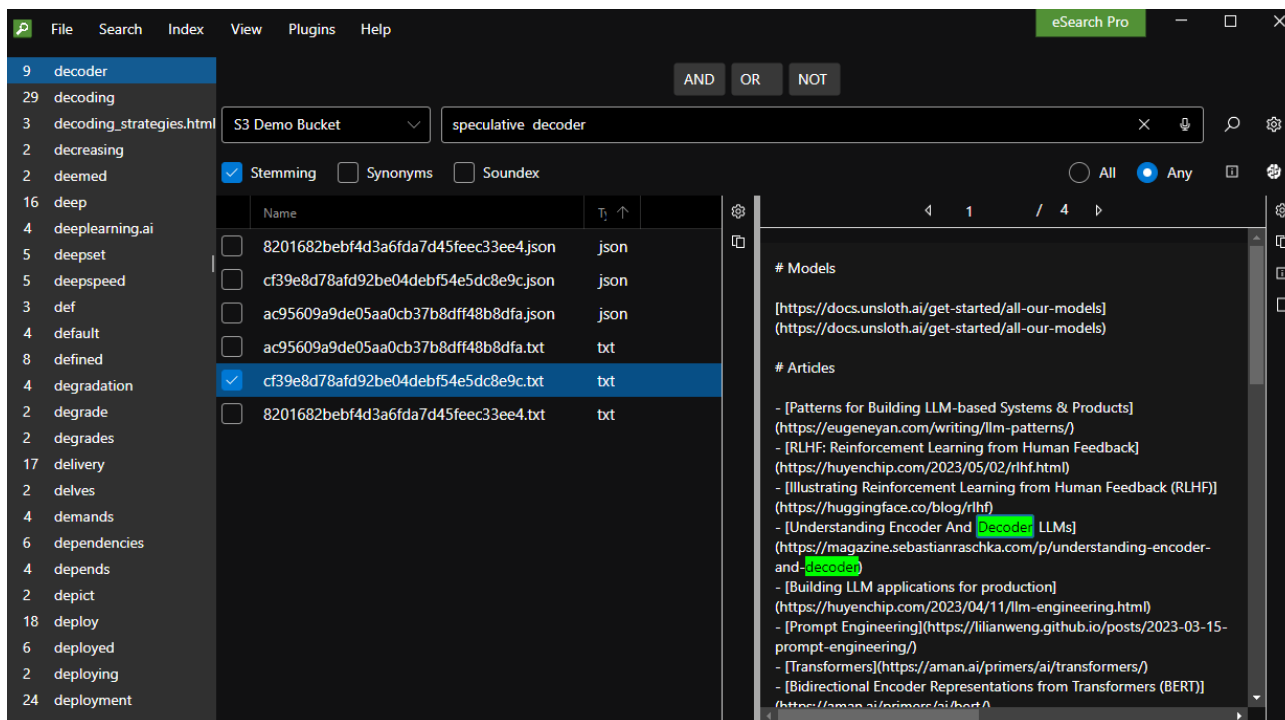 File Search Index View Plugins Help
eSearch Pro
9 decoder
29 decoding
3 decoding_strategies.html
2 decreasing
2 deemed
16 deep
4 deeplearning.ai
5 deepset
5 deepspeed
3 def
4 default
8 defined
4 degradation
2 degrade
2 degrades
17 delivery
2 delves
4 demands
6 dependencies
4 depends
2 depict
18 deploy
6 deployed
2 deploying
24 deployment
AND OR NOT
S3 Demo Bucket
speculative decoder
Stemming Synonyms Soundex
All Any
Name
8201682bebf4d3a6fda7d45feec33ee4.json json
cf39e8d78afd92be04debf54e5dc8e9c.json json
ac95609a9de05aa0cb37b8dff48b8dfa.json json
ac95609a9de05aa0cb37b8dff48b8dfa.txt txt
cf39e8d78afd92be04debf54e5dc8e9c.txt txt
8201682bebf4d3a6fda7d45feec33ee4.txt txt
1 / 4
# Models
[https://docs.unsloth.ai/get-started/all-our-models]
(https://docs.unsloth.ai/get-started/all-our-models)
# Articles
- [Patterns for Building LLM-based Systems & Products]
(https://eugeneyan.com/writing/llm-patterns/)
- [RLHF: Reinforcement Learning from Human Feedback]
(https://huyenchip.com/2023/05/02/rlhf.html)
- [Illustrating Reinforcement Learning from Human Feedback (RLHF)]
(https://huggingface.co/blog/rlhf)
- [Understanding Encoder And Decoder LLMs]
(https://magazine.sebastianraschka.com/p/understanding-encoder-
and-decoder)
- [Building LLM applications for production]
(https://huyenchip.com/2023/04/11/llm-engineering.html)
- [Prompt Engineering](https://lilianweng.github.io/posts/2023-03-15-
prompt-engineering/)
- [Transformers](https://aman.ai/primers/ai/transformers/)
- [Bidirectional Encoder Representations from Transformers (BERT)]
(https://aman.ai/primers/ai/bert/)